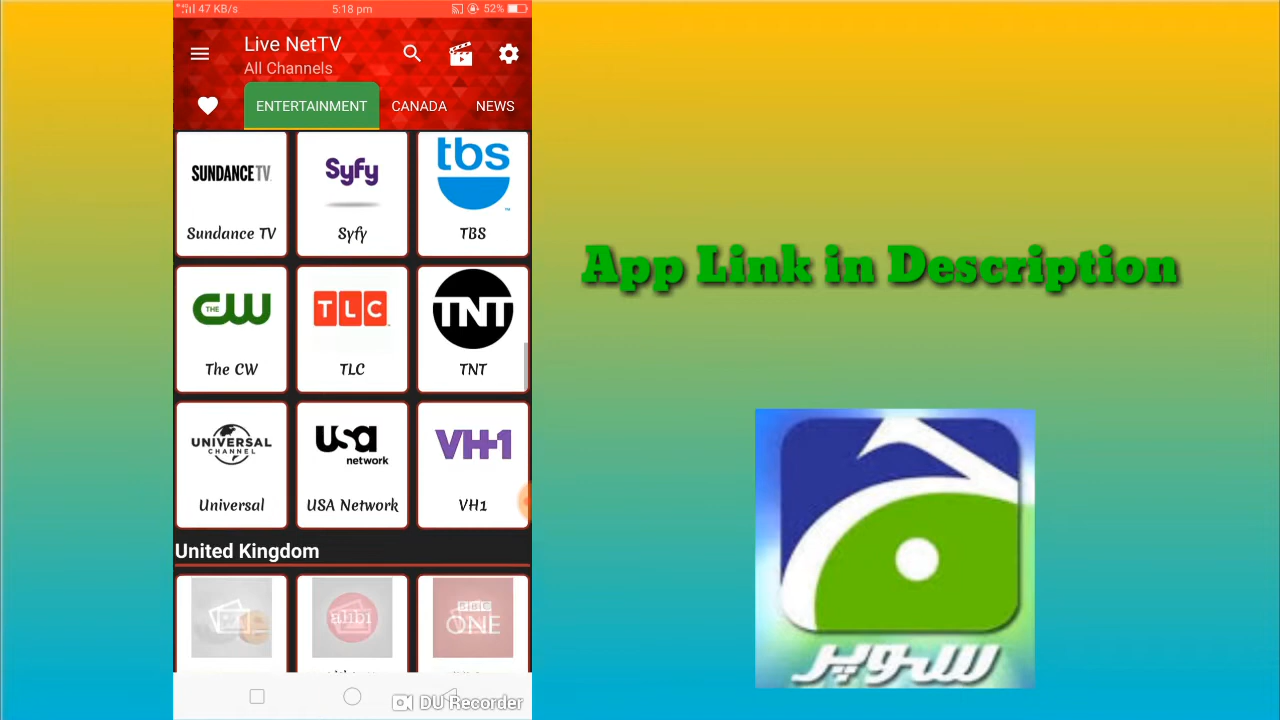 47 KB/s 5:18 pm 52%
Live NetTV
All Channels
ENTERTAINMENT CANADA NEWS
SUNDANCE TV Syfy tbs
Sundance TV Syfy TBS
THE CW TLC TNT
The CW TLC TNT
UNIVERSAL CHANNEL usa network VH1
Universal USA Network VH1
United Kingdom
alibi BBC ONE
DU Recorder
App Link in Description
سوپر